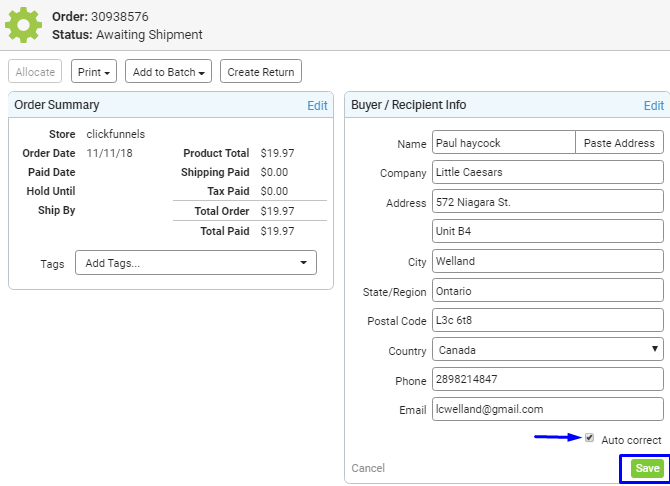 Order: 30938576
Status: Awaiting Shipment
Allocate Print Add to Batch Create Return
Order Summary Edit
Store clickfunnels
Order Date 11/11/18 Product Total $19.97
Paid Date Shipping Paid $0.00
Hold Until Tax Paid $0.00
Ship By Total Order $19.97
Total Paid $19.97
Tags Add Tags...
Buyer / Recipient Info Edit
Name Paul haycock Paste Address
Company Little Caesars
Address 572 Niagara St.
Unit B4
City Welland
State/Region Ontario
Postal Code L3c 6t8
Country Canada
Phone 2898214847
Email lcwelland@gmail.com
Auto correct
Cancel Save